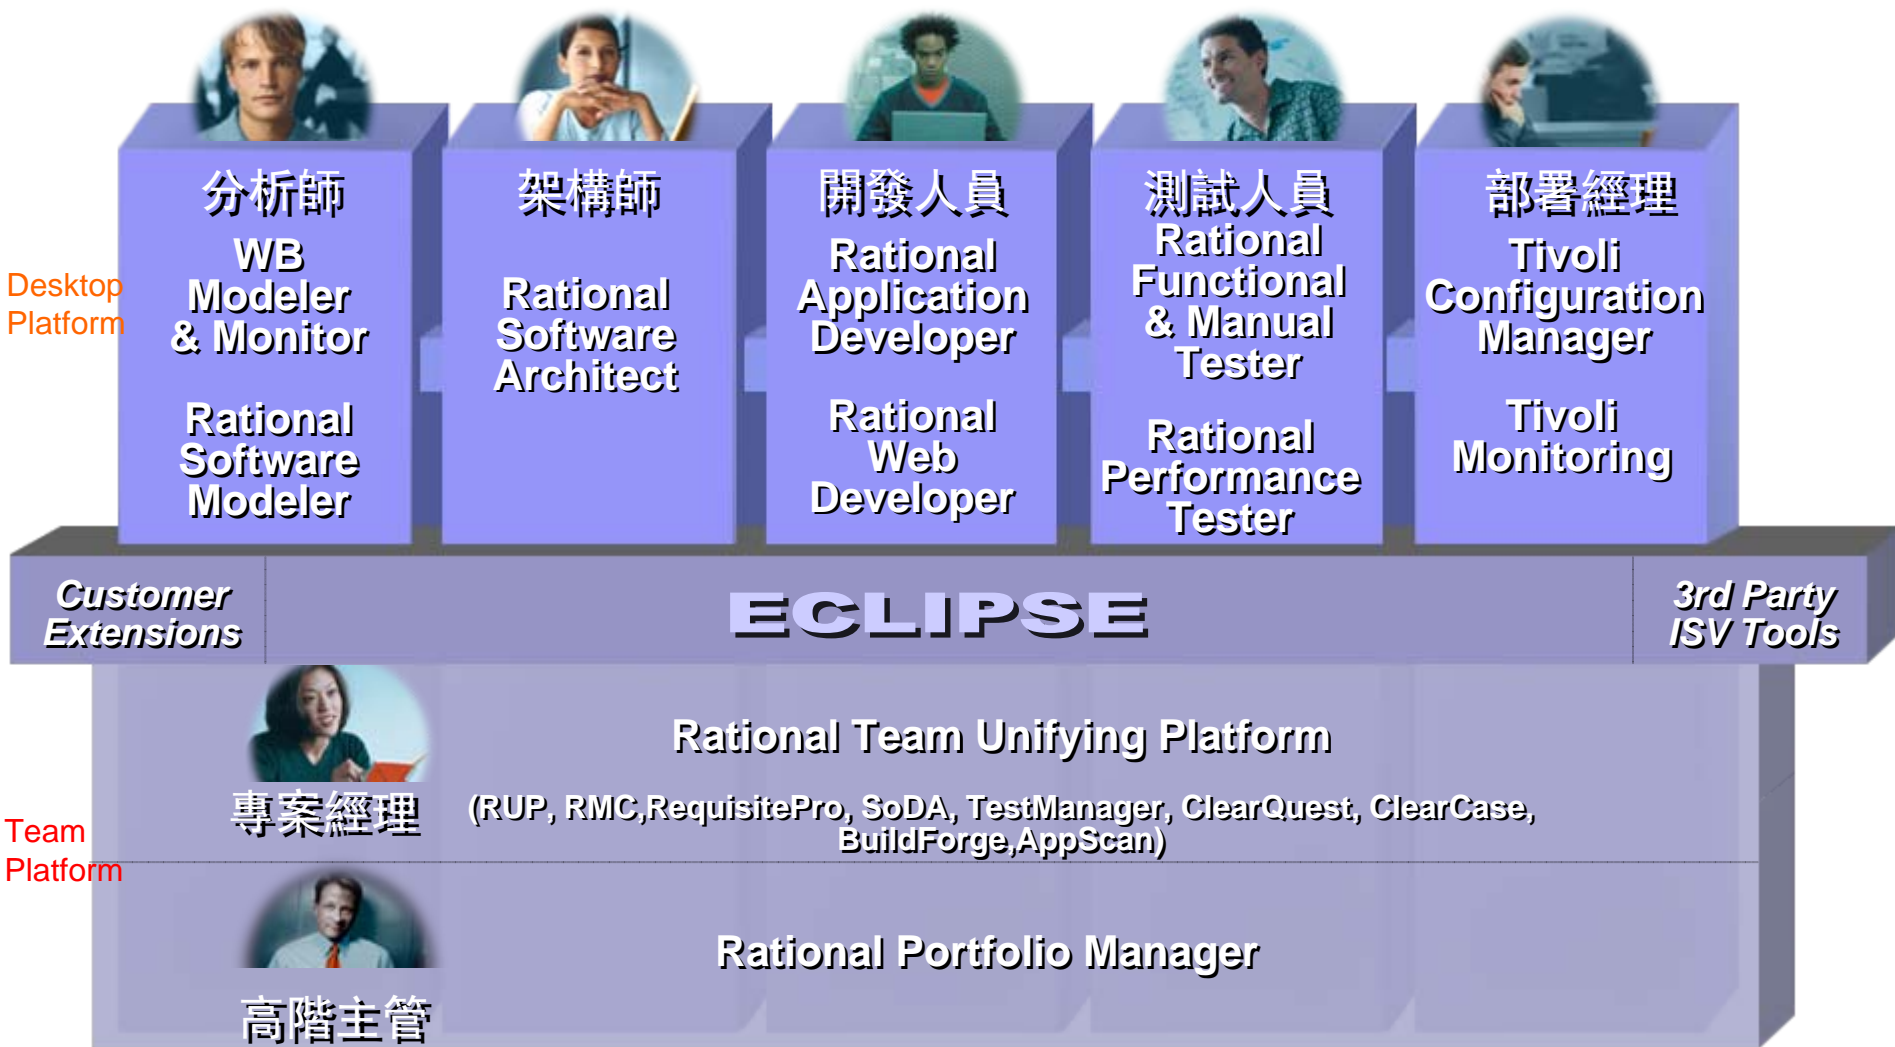 分析師
WB
Modeler
& Monitor
Rational
Software
Modeler
架構師
Rational
Software
Architect
開發人員
Rational
Application
Developer
Rational
Web
Developer
測試人員
Rational
Functional
& Manual
Tester
Rational
Performance
Tester
部署經理
Tivoli
Configuration
Manager
Tivoli
Monitoring
Desktop
Platform
Customer
Extensions
ECLIPSE
3rd Party
ISV Tools
Team
Platform
專案經理
Rational Team Unifying Platform
(RUP, RMC,RequisitePro, SoDA, TestManager, ClearQuest, ClearCase,
BuildForge,AppScan)
高階主管
Rational Portfolio Manager